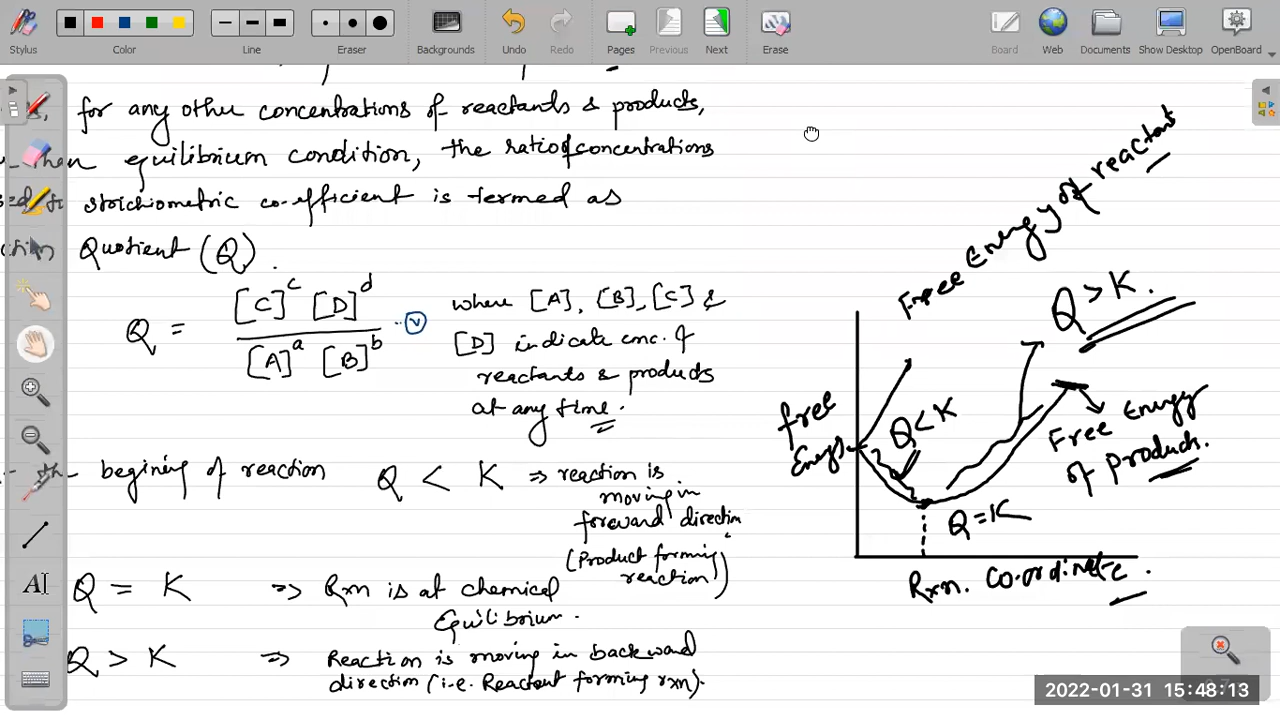 Stylus
Color
Line
Eraser
Backgrounds
Undo
Redo
Pages
Previous
Next
Erase
Board
Web
Documents
Show Desktop
OpenBoard
for any other concentrations of reactants & products,
than equilibrium condition, the ratio of concentrations
stoichiometric co-efficient is termed as
Quotient (Q).
Q = [C]^c [D]^d / [A]^a [B]^b .. (v)
where [A], [B], [C] &
[D] indicate conc. of
reactants & products
at any time.
begining of reaction Q < K ⇒ reaction is
moving in
forward direction
(Product forming
reaction)
Q = K ⇒ Rxn is at chemical
Equilibrium.
Q > K ⇒ Reaction is moving in backward
direction (i.e. Reactant forming rxn).
Free Energy of reactant
Q > K.
free
Energy
Q < K
Free Energy
of product.
Q = K
Rxn. Co-ordinate.
2022-01-31 15:48:13